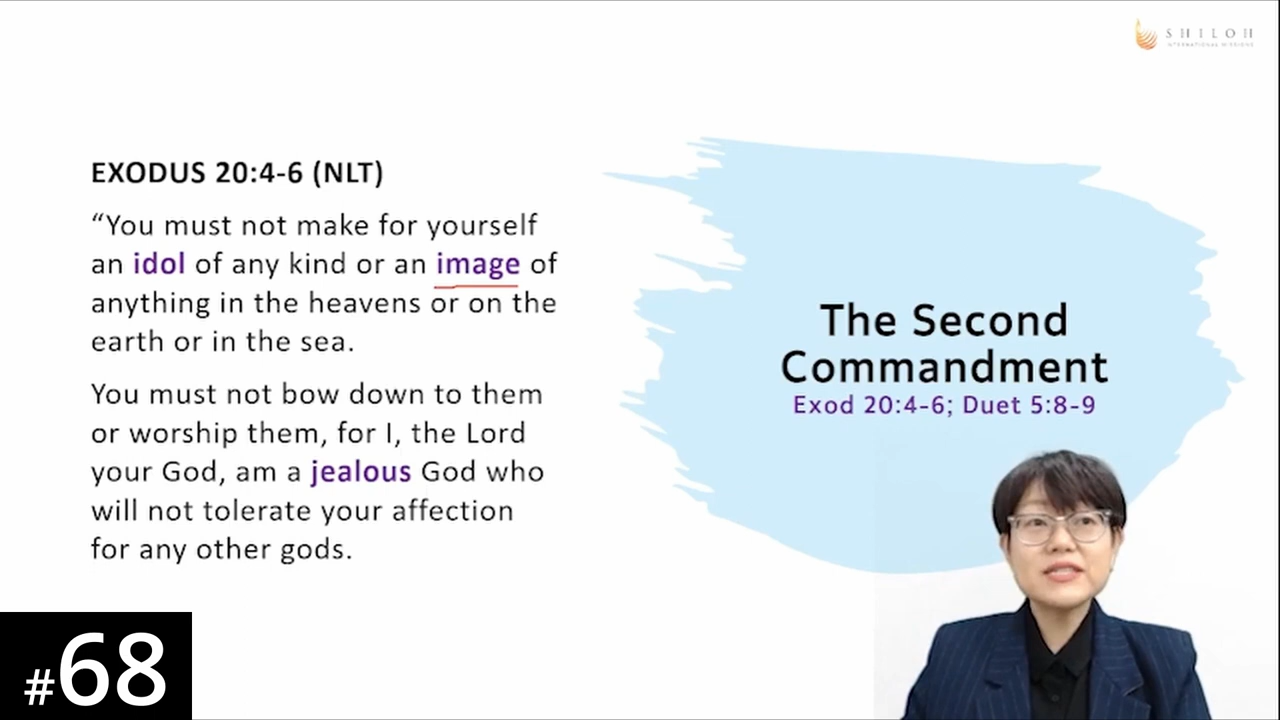 SHILOH
INTERNATIONAL MISSIONS
EXODUS 20:4-6 (NLT)
“You must not make for yourself
an idol of any kind or an image of
anything in the heavens or on the
earth or in the sea.
You must not bow down to them
or worship them, for I, the Lord
your God, am a jealous God who
will not tolerate your affection
for any other gods.
The Second
Commandment
Exod 20:4-6; Duet 5:8-9
#68